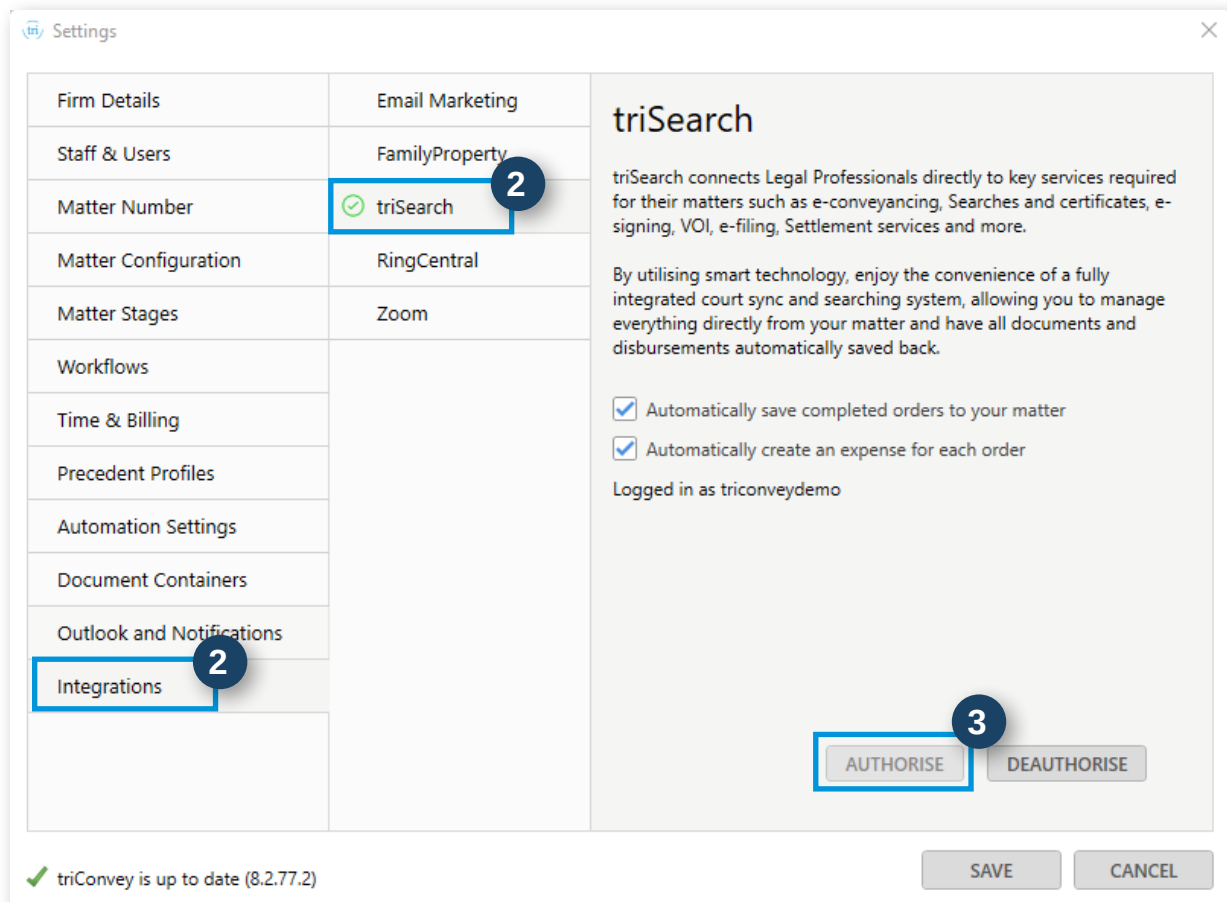 tri Settings
Firm Details
Staff & Users
Matter Number
Matter Configuration
Matter Stages
Workflows
Time & Billing
Precedent Profiles
Automation Settings
Document Containers
Outlook and Notifications
2
Integrations
Email Marketing
FamilyProperty
2
triSearch
RingCentral
Zoom
triSearch
triSearch connects Legal Professionals directly to key services required
for their matters such as e-conveyancing, Searches and certificates, e-
signing, VOI, e-filing, Settlement services and more.
By utilising smart technology, enjoy the convenience of a fully
integrated court sync and searching system, allowing you to manage
everything directly from your matter and have all documents and
disbursements automatically saved back.
Automatically save completed orders to your matter
Automatically create an expense for each order
Logged in as triconveydemo
3
AUTHORISE DEAUTHORISE
triConvey is up to date (8.2.77.2)
SAVE CANCEL